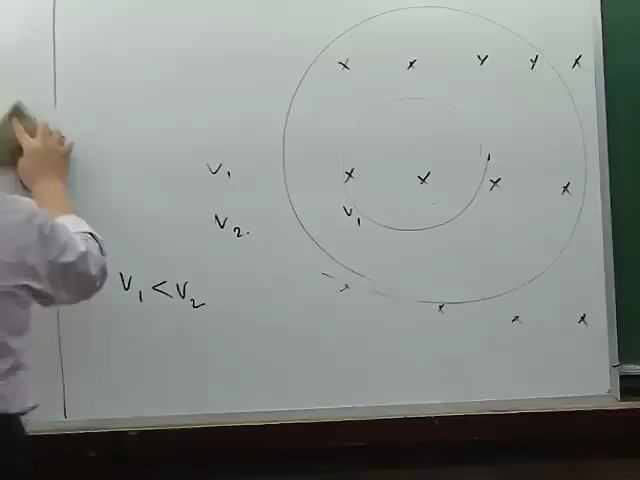 x x x x x
v₁
x x x x
v₁
v₂.
v₁ < v₂
x x x x